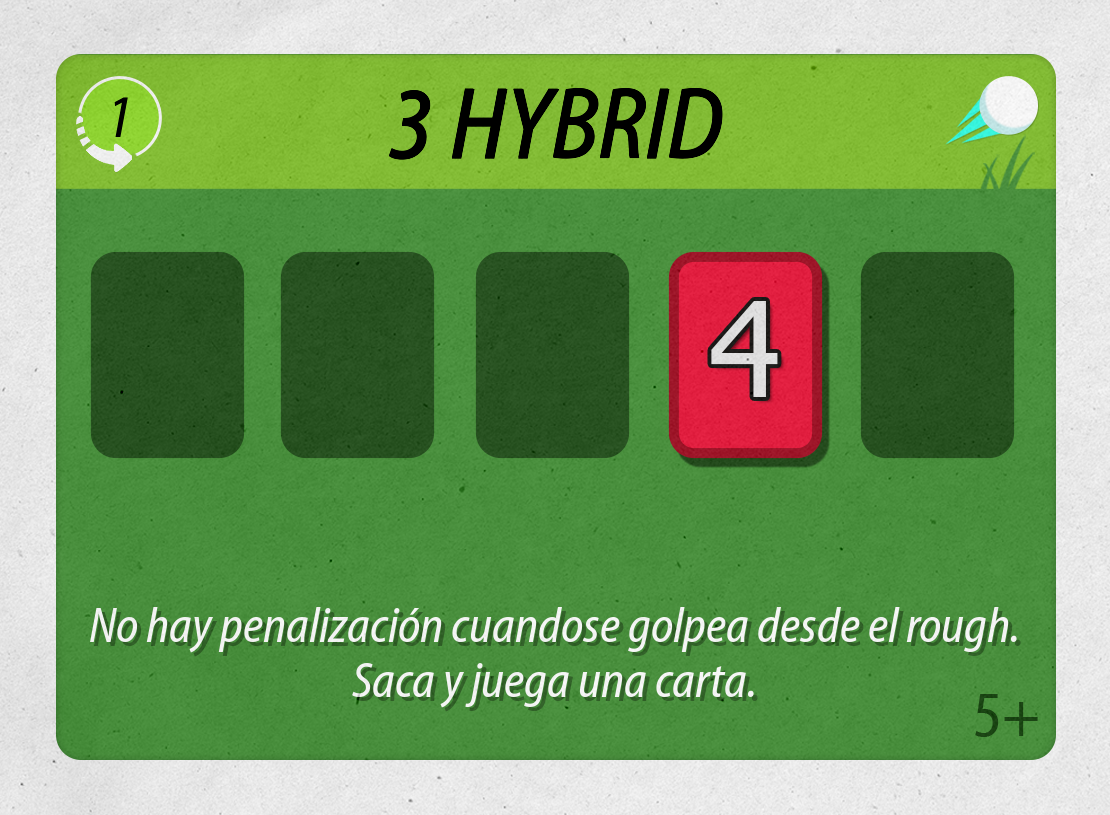 1
3 HYBRID
4
No hay penalización cuandose golpea desde el rough.
Saca y juega una carta.
5+